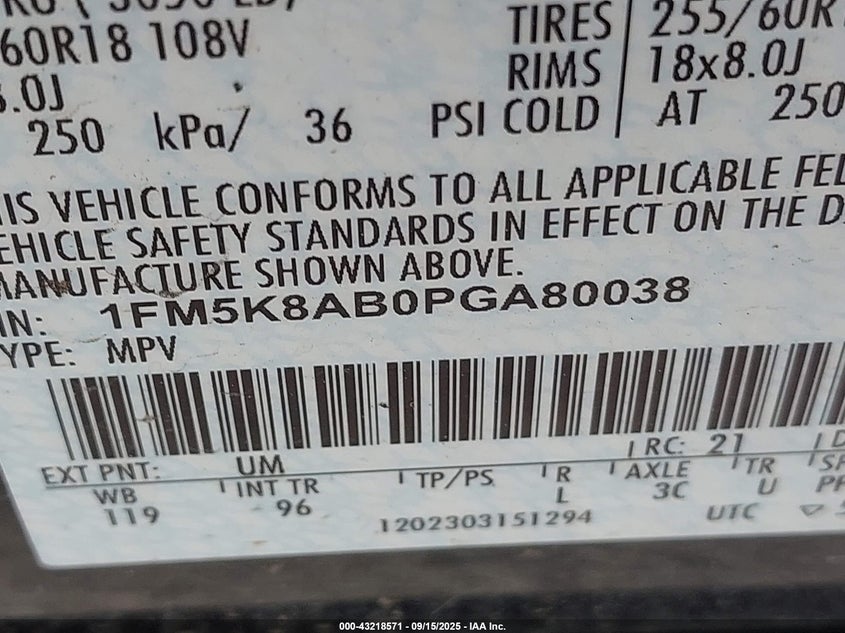 60R18 108V TIRES 255/60R
.0J RIMS 18x8.0J
250 kPa/ 36 PSI COLD AT 250
IS VEHICLE CONFORMS TO ALL APPLICABLE FE
EHICLE SAFETY STANDARDS IN EFFECT ON THE D
MANUFACTURE SHOWN ABOVE.
IN: 1FM5K8AB0PGA80038
YPE: MPV
EXT PNT: UM RC: 21
WB INT TR TP/PS R AXLE TR
119 96 L 3C U
1202303151294 UTC
000-43218571 - 09/15/2025 - IAA Inc.